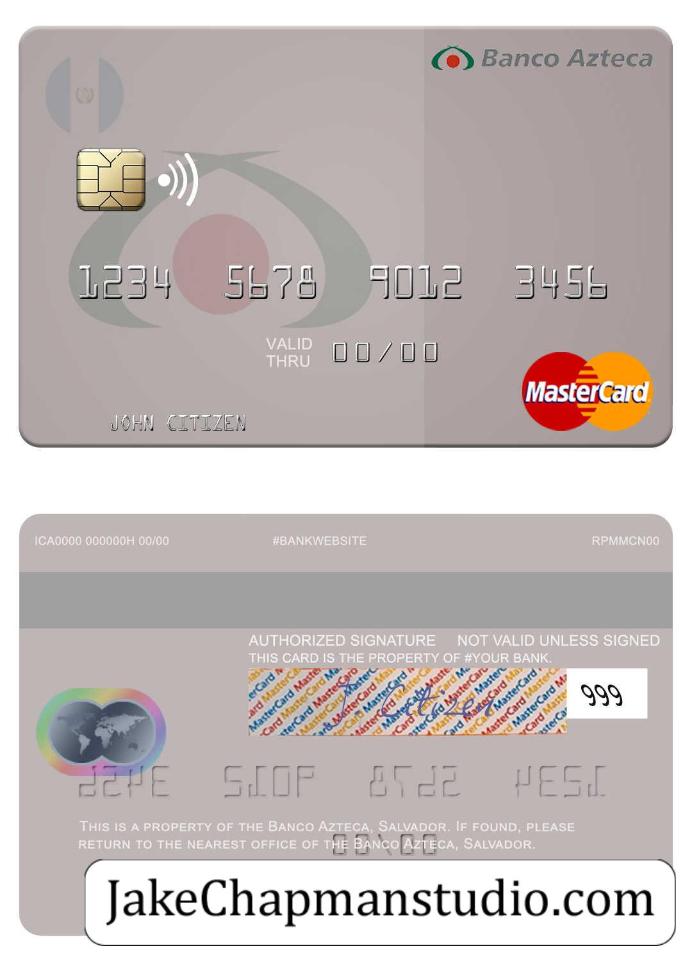 Banco Azteca
1234 5678 9012 3456
VALID
THRU 00/00
MasterCard
JOHN CITIZEN
ICA0000 000000H 00/00 #BANKWEBSITE RPMMCN00
AUTHORIZED SIGNATURE NOT VALID UNLESS SIGNED
THIS CARD IS THE PROPERTY OF #YOUR BANK.
MasterCard MasterCard MasterCard
999
THIS IS A PROPERTY OF THE BANCO AZTECA, SALVADOR. IF FOUND, PLEASE
RETURN TO THE NEAREST OFFICE OF THE BANCO AZTECA, SALVADOR.
JakeChapmanstudio.com